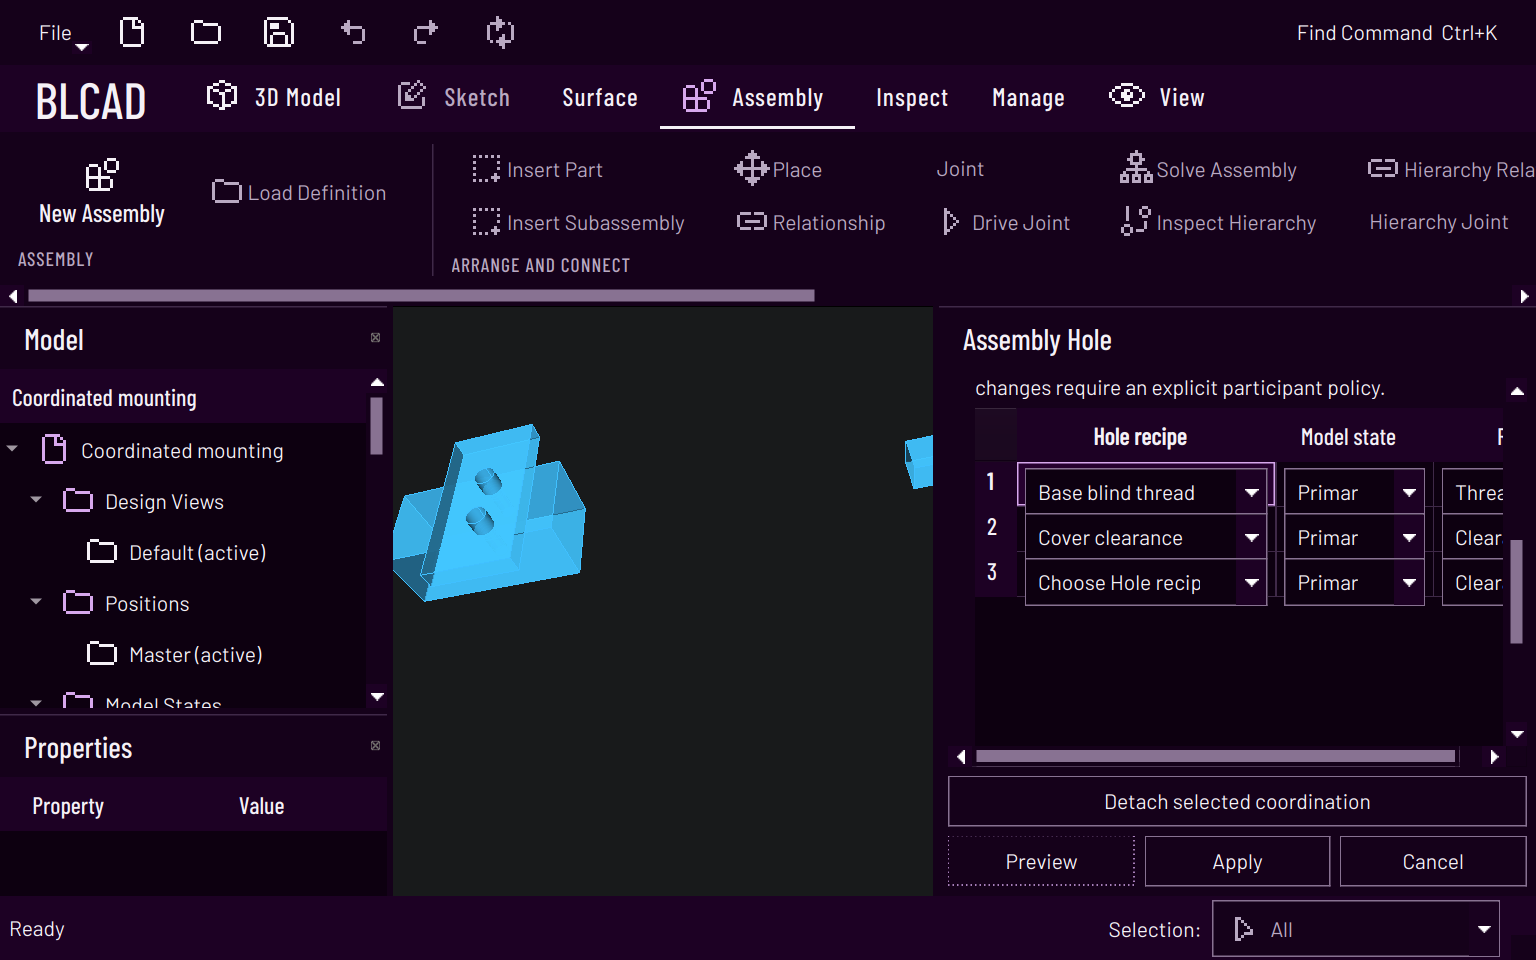 File
Find Command Ctrl+K
BLCAD
3D Model
Sketch
Surface
Assembly
Inspect
Manage
View
New Assembly
Load Definition
ASSEMBLY
Insert Part
Place
Joint
Solve Assembly
Hierarchy Rela
Insert Subassembly
Relationship
Drive Joint
Inspect Hierarchy
Hierarchy Joint
ARRANGE AND CONNECT
Model
Coordinated mounting
Coordinated mounting
Design Views
Default (active)
Positions
Master (active)
Model States
Properties
Property Value
Assembly Hole
changes require an explicit participant policy.
Hole recipe Model state
1 Base blind thread Primar Threa
2 Cover clearance Primar Clear
3 Choose Hole recip Primar Clear
Detach selected coordination
Preview
Apply
Cancel
Ready
Selection: All